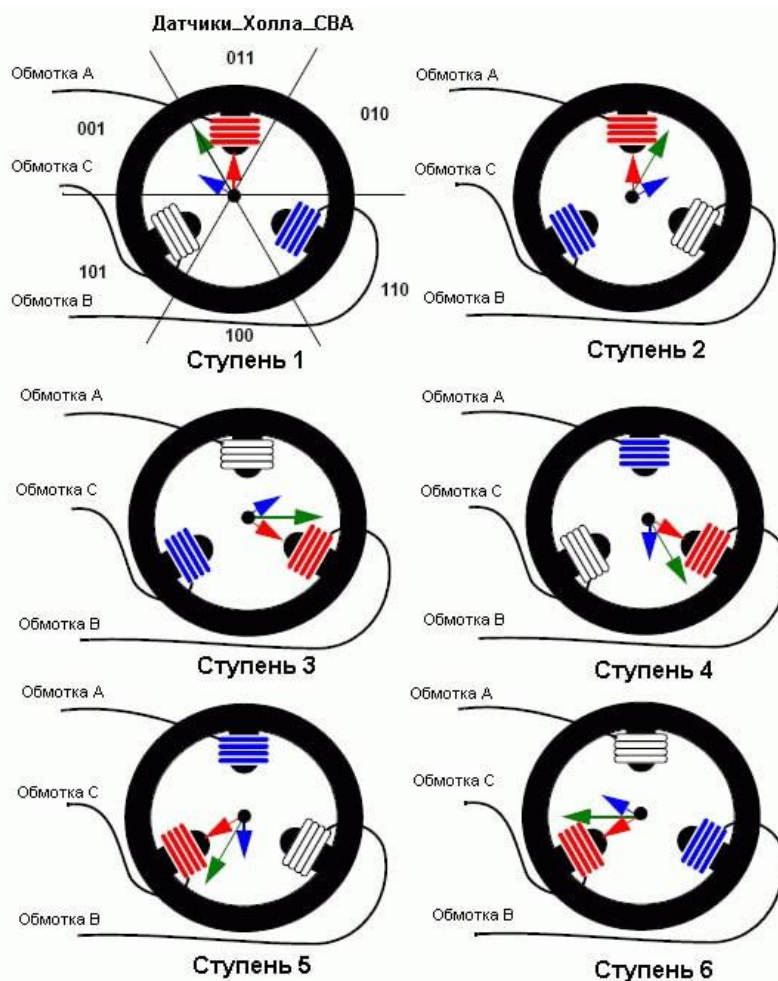 Датчики_Холла_СВА
011
Обмотка А
010
001
Обмотка С
101
110
Обмотка В
100
Ступень 1
Обмотка А
Обмотка С
Обмотка В
Ступень 2
Обмотка А
Обмотка С
Обмотка В
Ступень 3
Обмотка А
Обмотка С
Обмотка В
Ступень 4
Обмотка А
Обмотка С
Обмотка В
Ступень 5
Обмотка А
Обмотка С
Обмотка В
Ступень 6